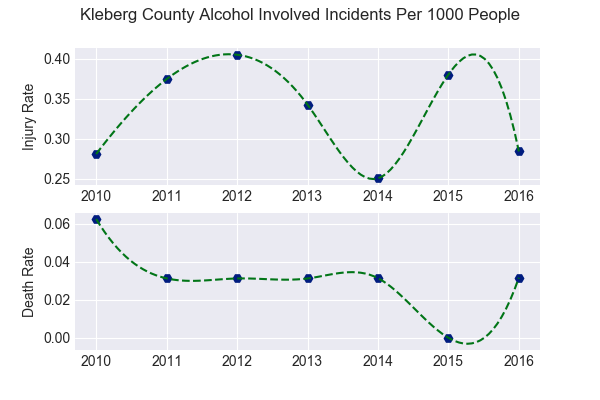 Kleberg County Alcohol Involved Incidents Per 1000 People
0.40
0.35
0.30
0.25
Injury Rate
2010 2011 2012 2013 2014 2015 2016
0.06
0.04
0.02
0.00
Death Rate
2010 2011 2012 2013 2014 2015 2016